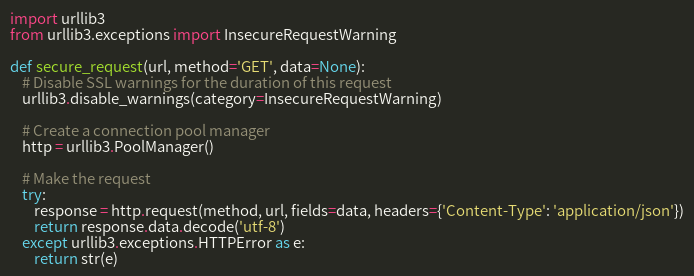 import urllib3
from urllib3.exceptions import InsecureRequestWarning
def secure_request(url, method='GET', data=None):
# Disable SSL warnings for the duration of this request
urllib3.disable_warnings(category=InsecureRequestWarning)
# Create a connection pool manager
http = urllib3.PoolManager()
# Make the request
try:
response = http.request(method, url, fields=data, headers={'Content-Type': 'application/json'})
return response.data.decode('utf-8')
except urllib3.exceptions.HTTPError as e:
return str(e)